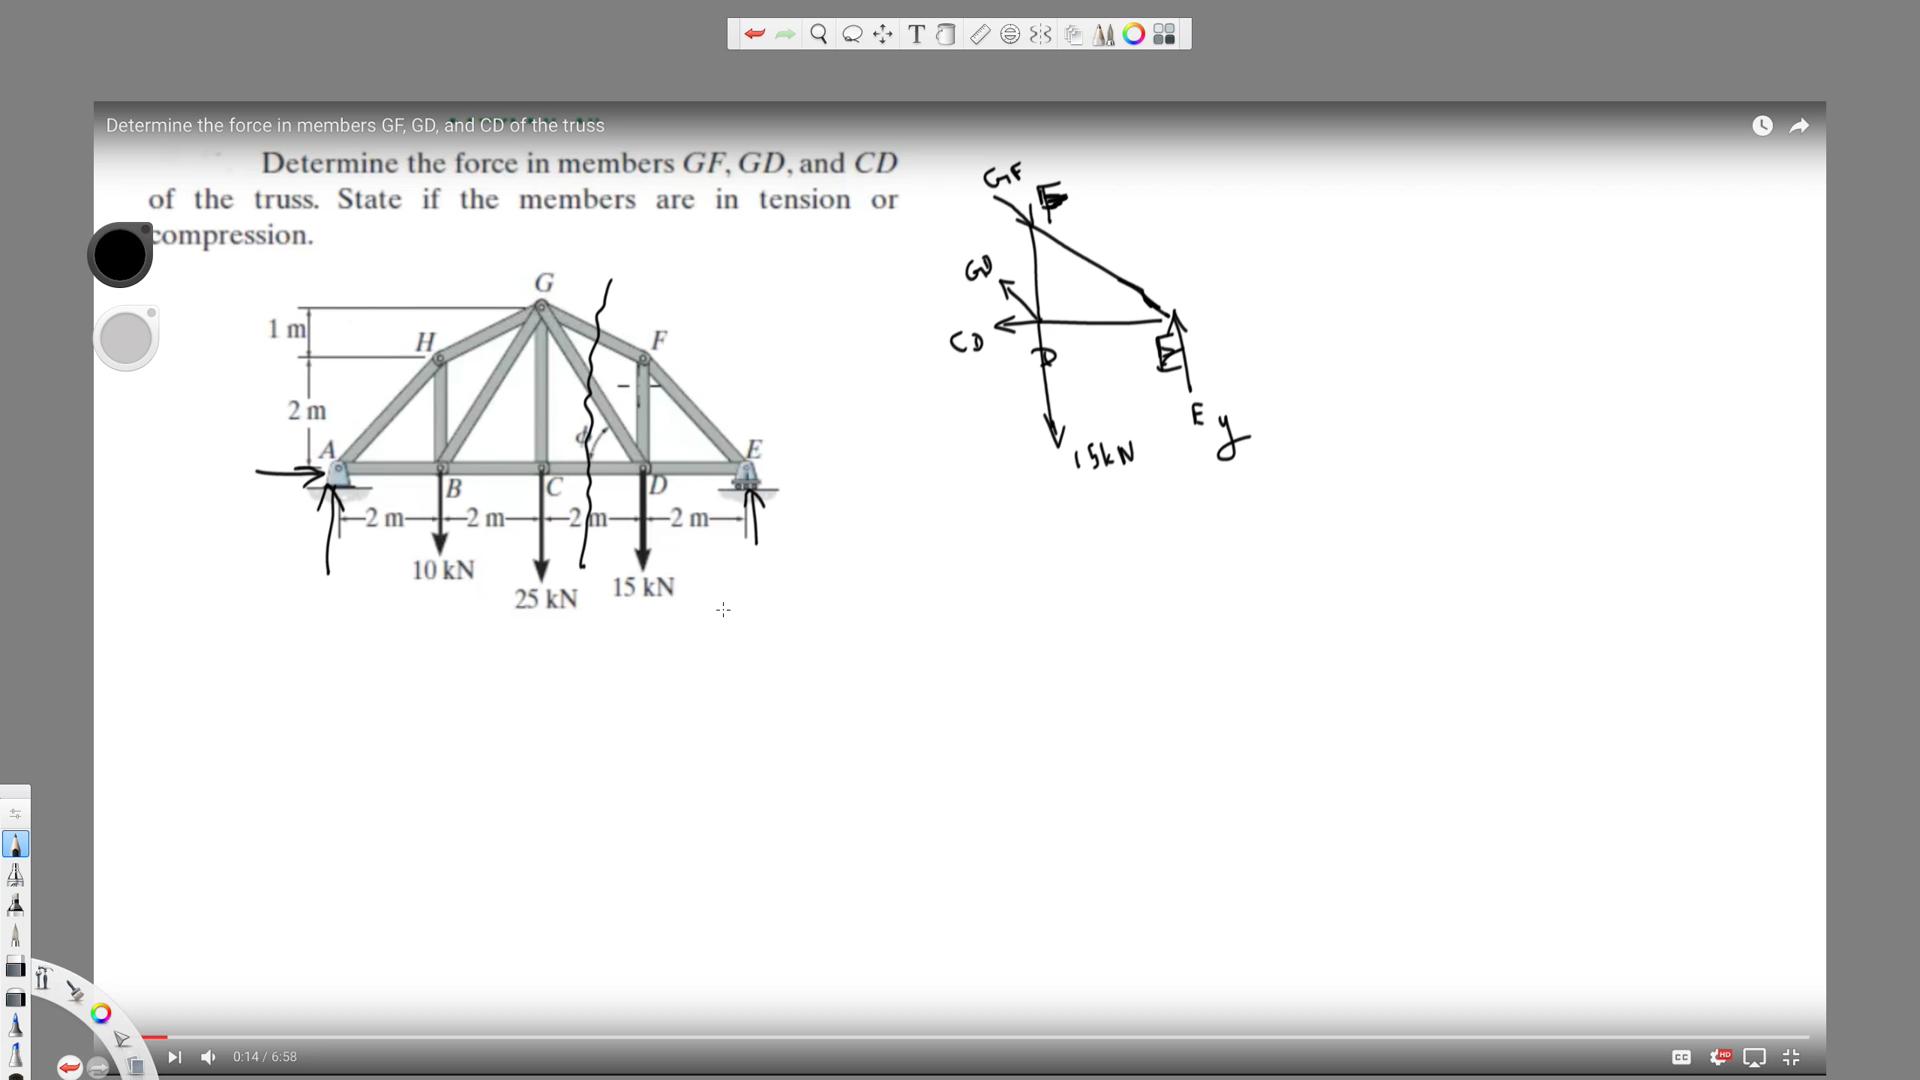 Determine the force in members GF, GD, and CD of the truss
Determine the force in members GF, GD, and CD
of the truss. State if the members are in tension or
compression.
G
1 m
H
F
2 m
A
E
B
C
D
2 m
2 m
2 m
2 m
10 kN
25 kN
15 kN
GF
F
GD
CD
D
E
E y
15kN
0:14 / 6:58
CC
HD